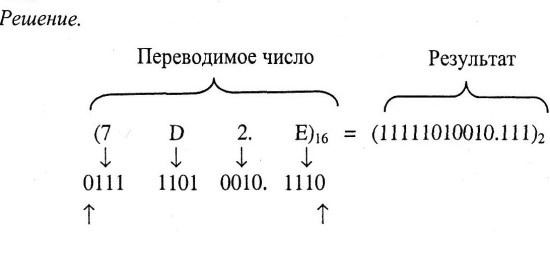 Решение.
Переводимое число Результат
(7 D 2. E)₁₆ = (11111010010.111)₂
↓ ↓ ↓ ↓
0111 1101 0010. 1110
↑ ↑